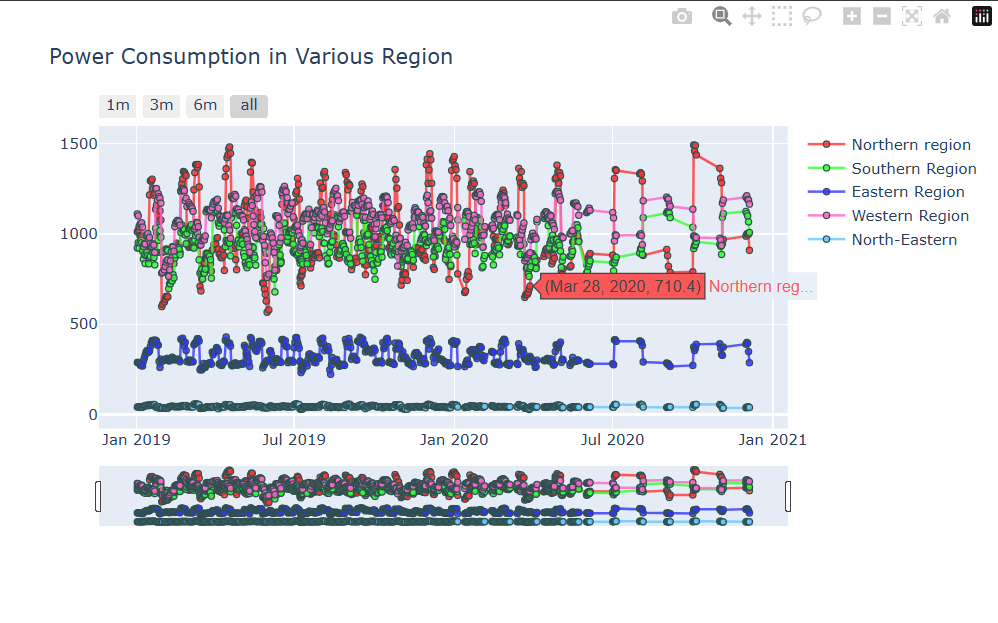 Power Consumption in Various Region
1m 3m 6m all
1500
1000
500
0
Jan 2019 Jul 2019 Jan 2020 Jul 2020 Jan 2021
(Mar 28, 2020, 710.4) Northern reg...
Northern region
Southern Region
Eastern Region
Western Region
North-Eastern